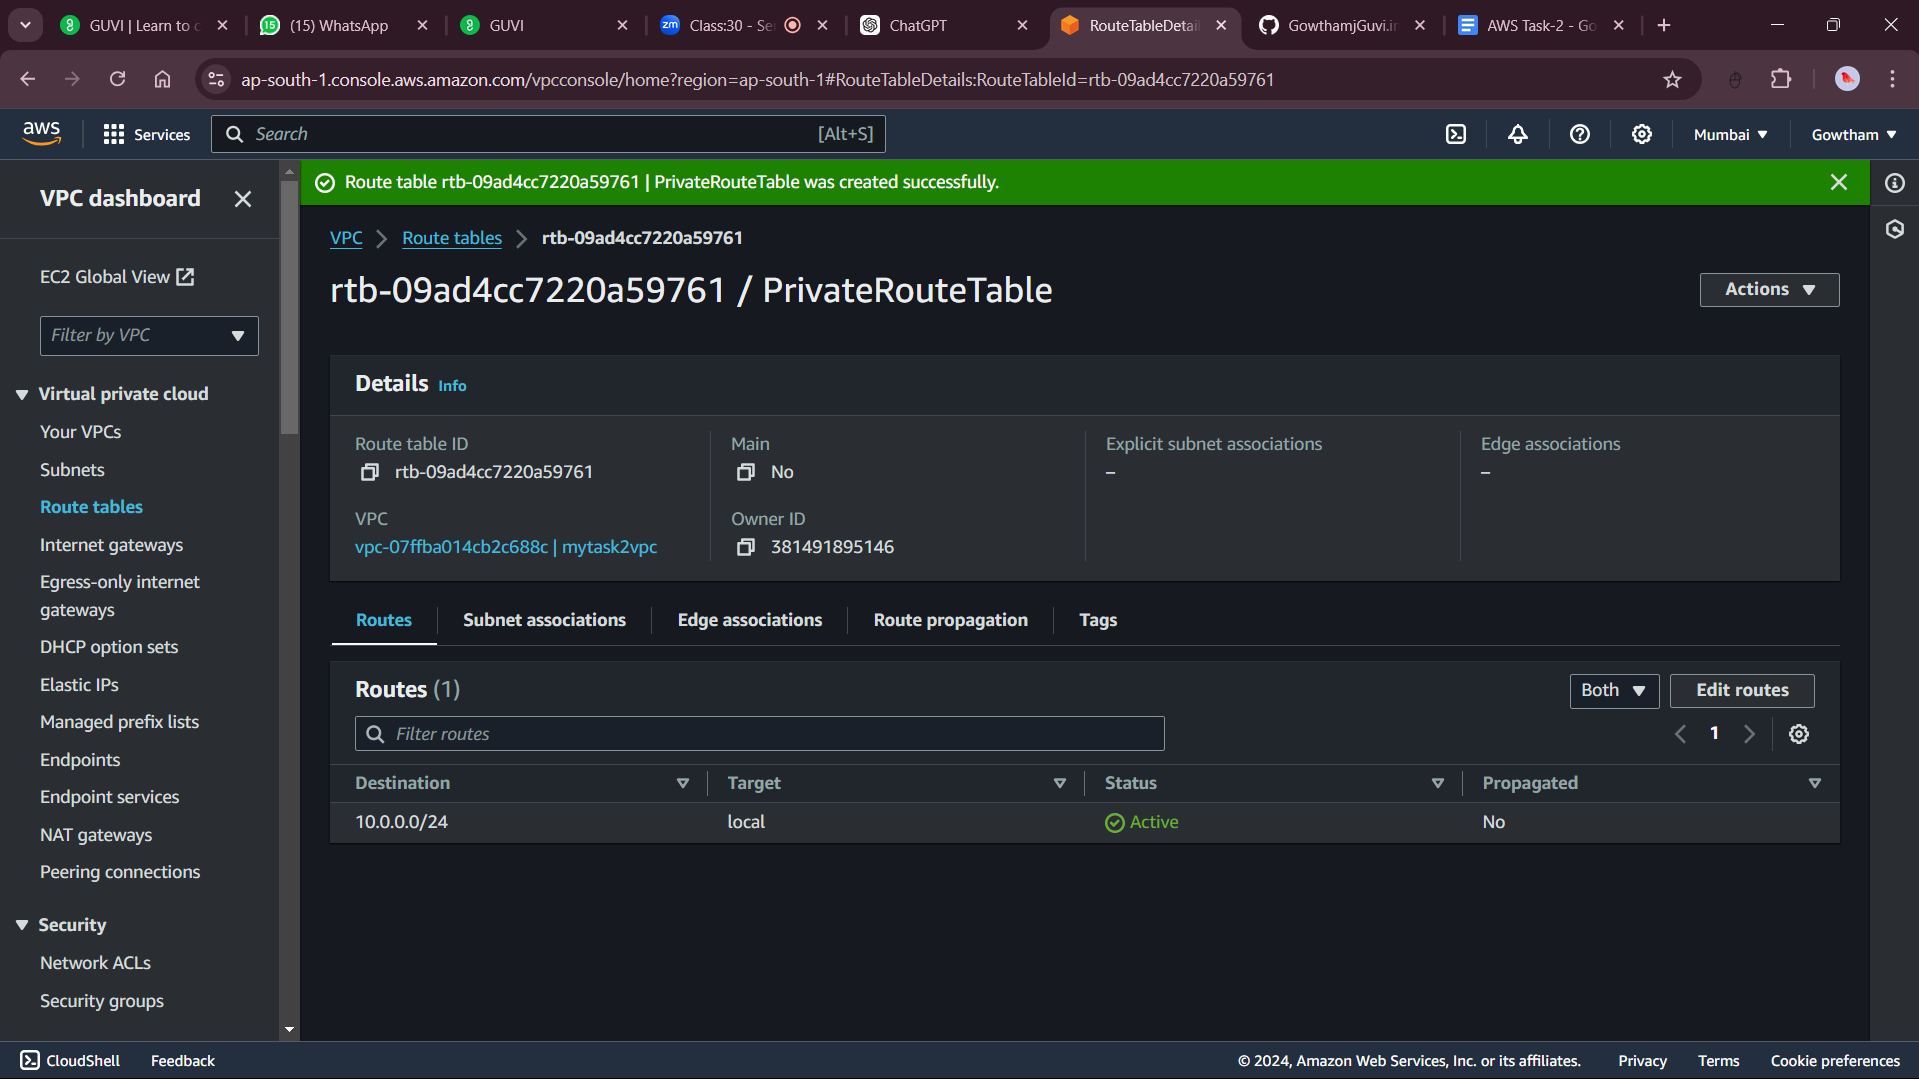 GUVI | Learn to c
(15) WhatsApp
GUVI
Class:30 - Se
ChatGPT
RouteTableDetai
GowthamjGuvi.in
AWS Task-2 - Go
ap-south-1.console.aws.amazon.com/vpcconsole/home?region=ap-south-1#RouteTableDetails:RouteTableId=rtb-09ad4cc7220a59761
aws
Services
Search
[Alt+S]
Mumbai
Gowtham
VPC dashboard
EC2 Global View
Filter by VPC
Virtual private cloud
Your VPCs
Subnets
Route tables
Internet gateways
Egress-only internet
gateways
DHCP option sets
Elastic IPs
Managed prefix lists
Endpoints
Endpoint services
NAT gateways
Peering connections
Security
Network ACLs
Security groups
Route table rtb-09ad4cc7220a59761 | PrivateRouteTable was created successfully.
VPC
Route tables
rtb-09ad4cc7220a59761
rtb-09ad4cc7220a59761 / PrivateRouteTable
Actions
Details Info
Route table ID
rtb-09ad4cc7220a59761
Main
No
Explicit subnet associations
–
Edge associations
–
VPC
vpc-07ffba014cb2c688c | mytask2vpc
Owner ID
381491895146
Routes
Subnet associations
Edge associations
Route propagation
Tags
Routes (1)
Both
Edit routes
Filter routes
1
Destination
Target
Status
Propagated
10.0.0.0/24
local
Active
No
CloudShell
Feedback
© 2024, Amazon Web Services, Inc. or its affiliates.
Privacy
Terms
Cookie preferences